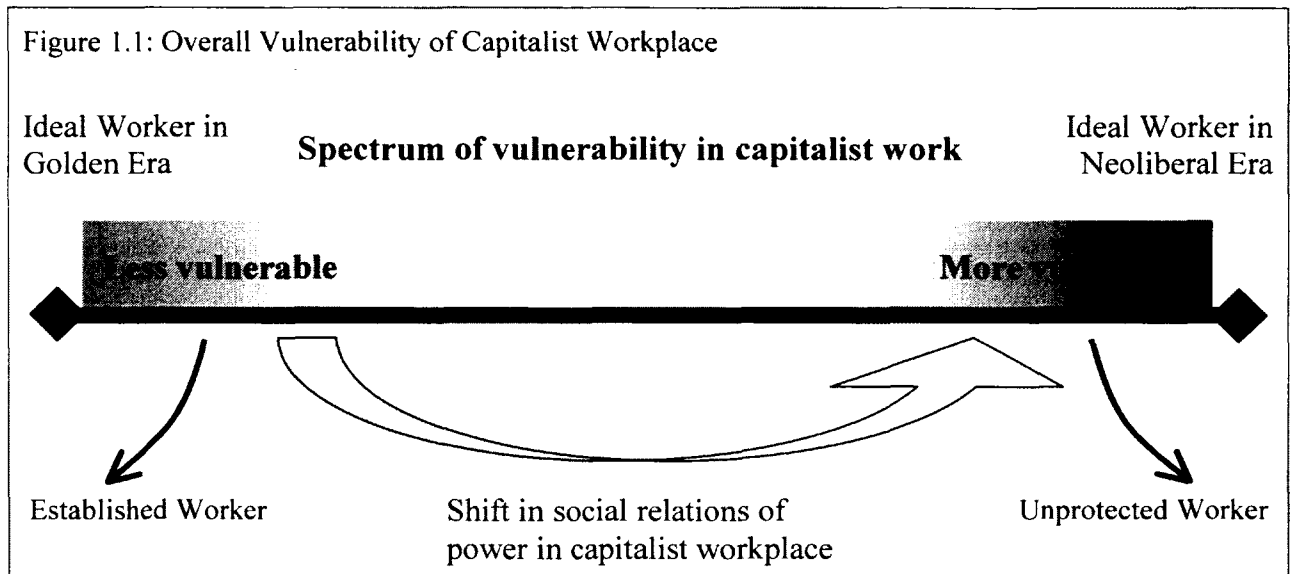 Figure 1.1: Overall Vulnerability of Capitalist Workplace
Ideal Worker in
Golden Era
Spectrum of vulnerability in capitalist work
Ideal Worker in
Neoliberal Era
Less vulnerable
More
Established Worker
Shift in social relations of
power in capitalist workplace
Unprotected Worker